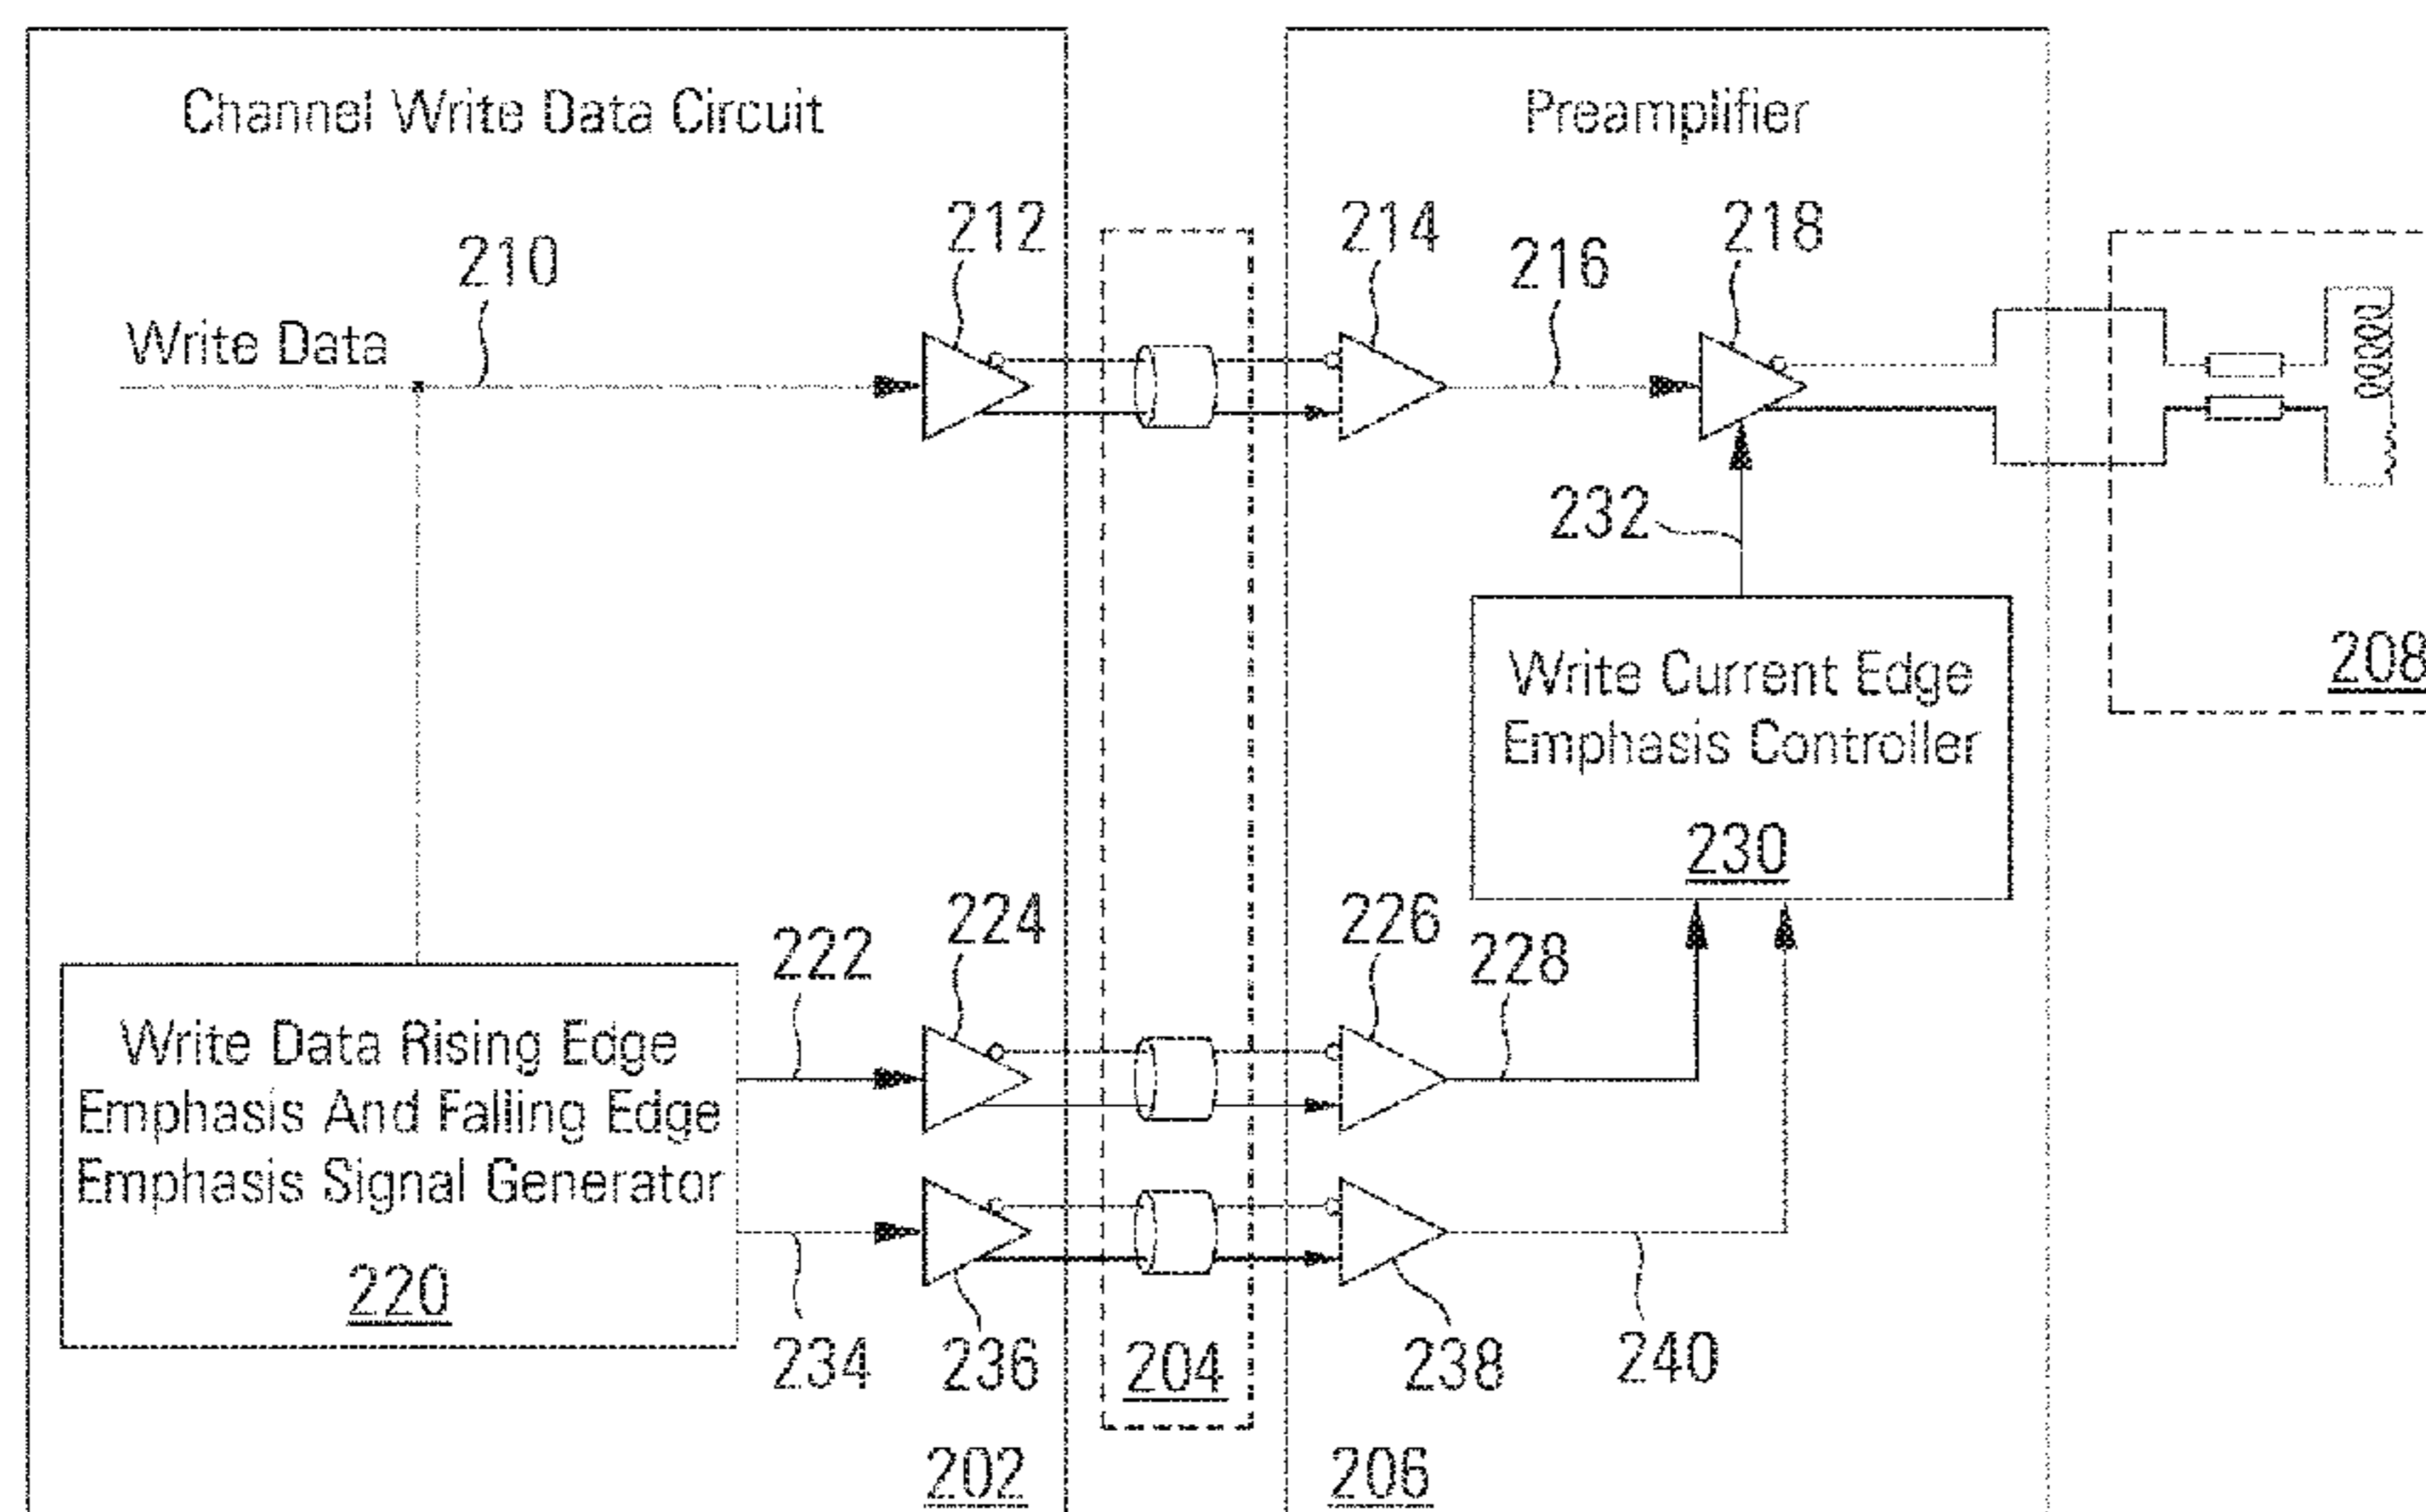 Channel Write Data Circuit
Preamplifier
212
214
218
210
216
Write Data
232
Write Current Edge
Emphasis Controller
230
208
224
226
222
228
Write Data Rising Edge
Emphasis And Falling Edge
Emphasis Signal Generator
220
234
236
204
238
240
202
206